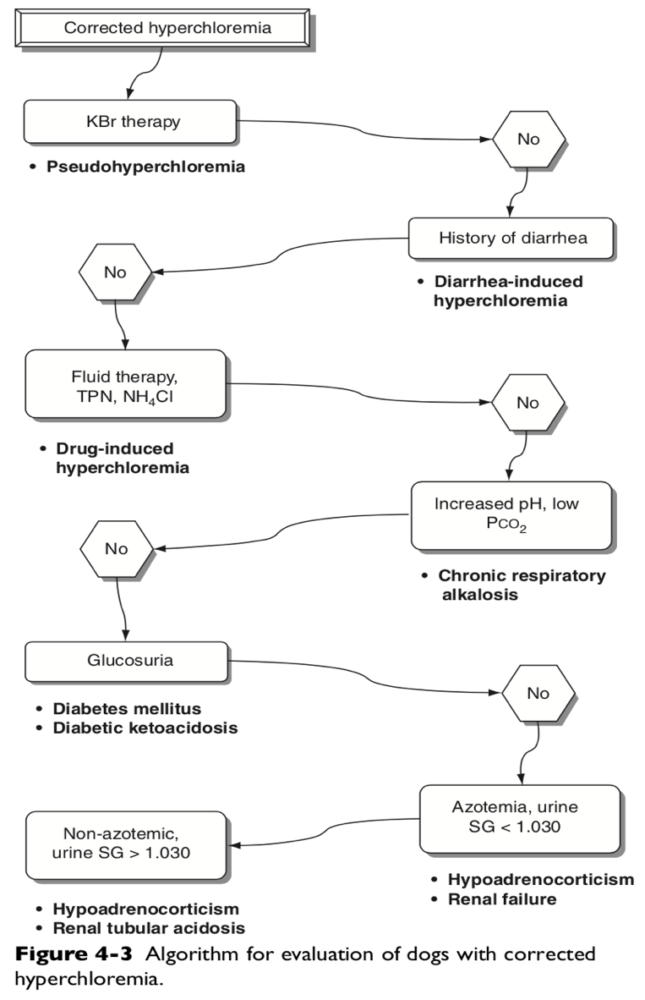 Corrected hyperchloremia
KBr therapy
No
• Pseudohyperchloremia
History of diarrhea
No
• Diarrhea-induced
hyperchloremia
Fluid therapy,
TPN, NH₄Cl
No
• Drug-induced
hyperchloremia
Increased pH, low
PCO₂
No
• Chronic respiratory
alkalosis
Glucosuria
No
• Diabetes mellitus
• Diabetic ketoacidosis
Azotemia, urine
SG < 1.030
• Hypoadrenocorticism
• Renal failure
Non-azotemic,
urine SG > 1.030
• Hypoadrenocorticism
• Renal tubular acidosis
Figure 4-3 Algorithm for evaluation of dogs with corrected
hyperchloremia.